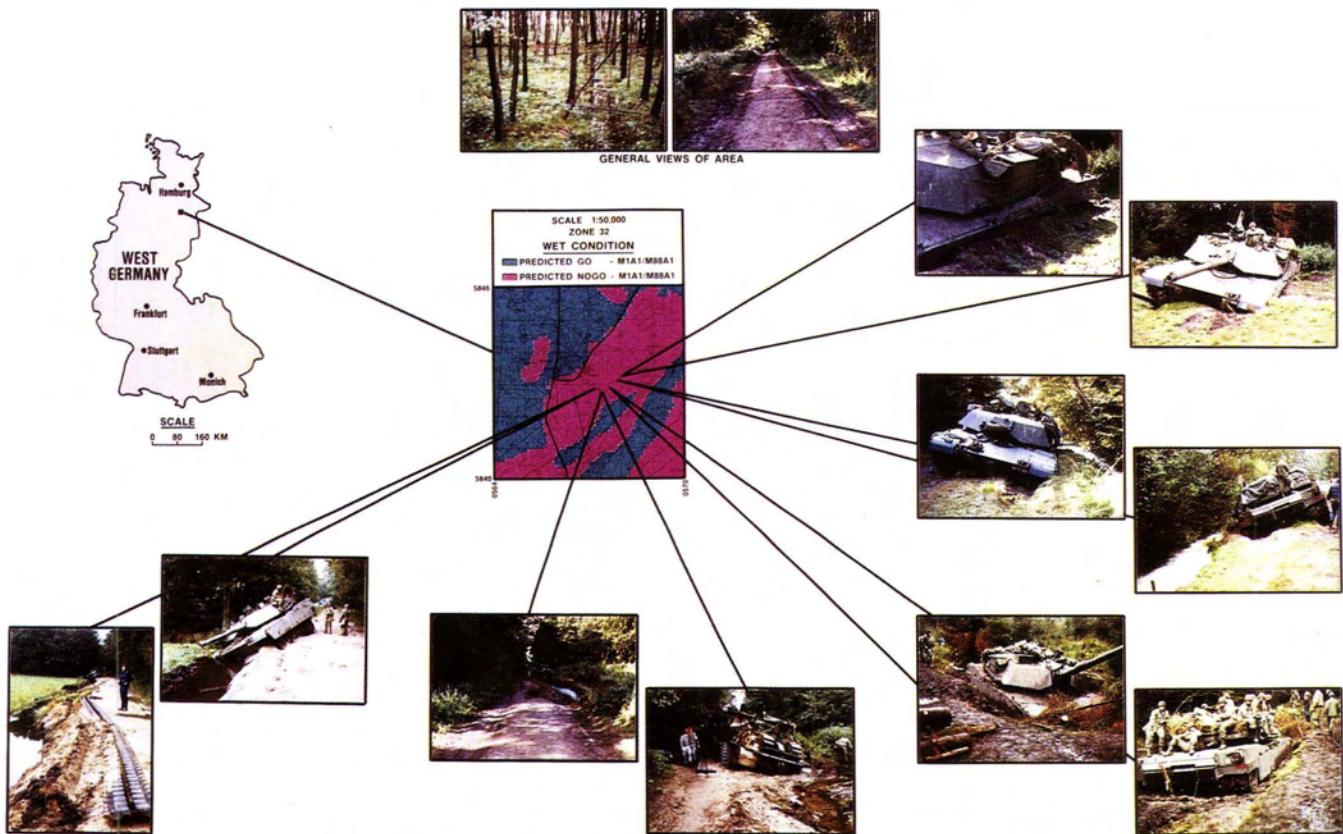 GENERAL VIEWS OF AREA
Hamburg
WEST
GERMANY
Frankfurt
Stuttgart
Munich
SCALE
0 80 160 KM
SCALE 1:50,000
ZONE 32
WET CONDITION
PREDICTED GO - M1A1/M88A1
PREDICTED NOGO - M1A1/M88A1
5845
5840
0564
0570